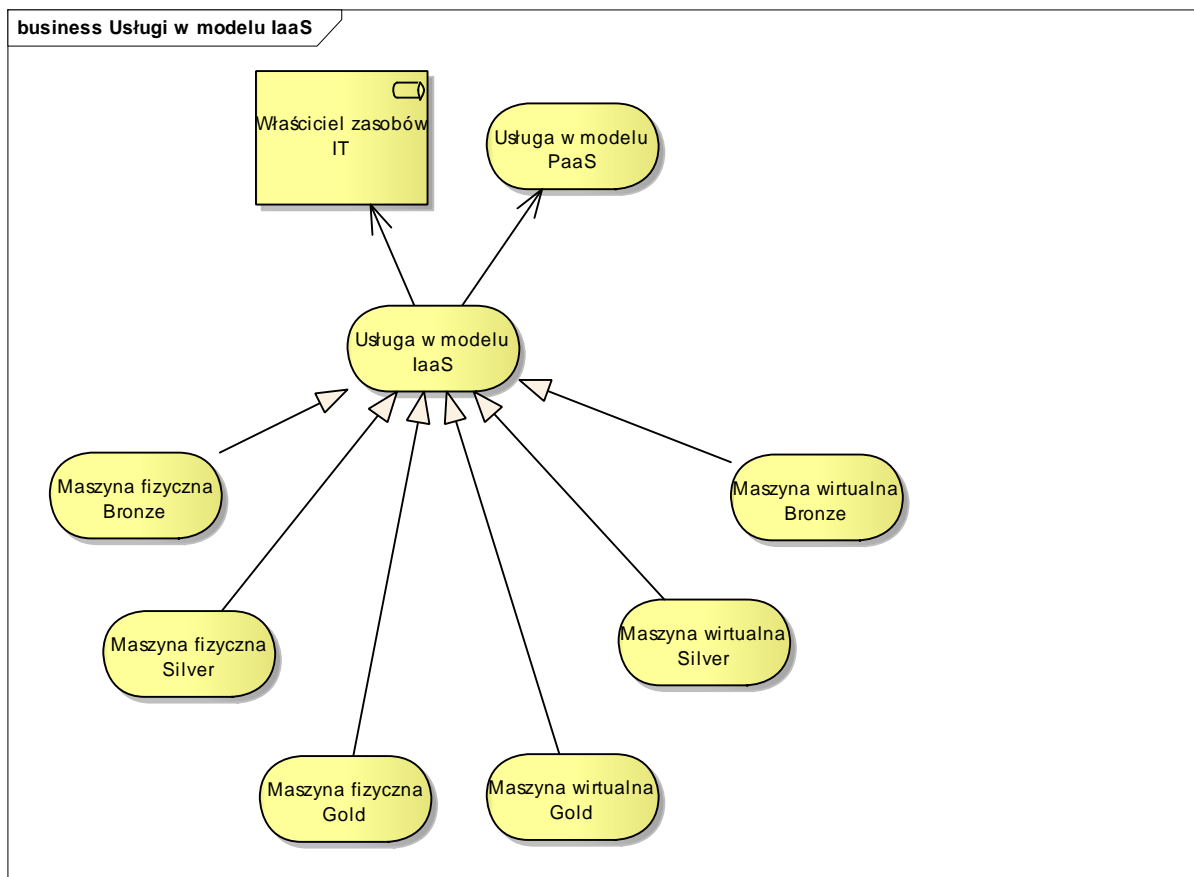 business Usługi w modelu IaaS
Właściciel zasobów
IT
Usługa w modelu
PaaS
Usługa w modelu
IaaS
Maszyna fizyczna
Bronze
Maszyna wirtualna
Bronze
Maszyna fizyczna
Silver
Maszyna wirtualna
Silver
Maszyna fizyczna
Gold
Maszyna wirtualna
Gold